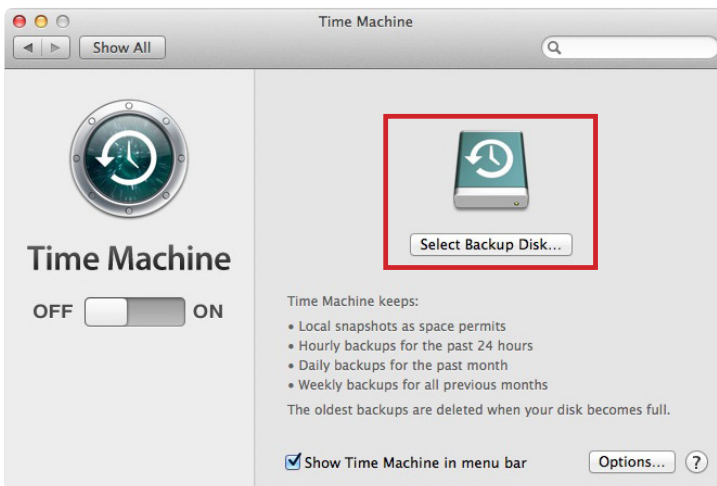 Time Machine
Show All
Select Backup Disk...
Time Machine
OFF ON
Time Machine keeps:
• Local snapshots as space permits
• Hourly backups for the past 24 hours
• Daily backups for the past month
• Weekly backups for all previous months
The oldest backups are deleted when your disk becomes full.
Show Time Machine in menu bar
Options... ?